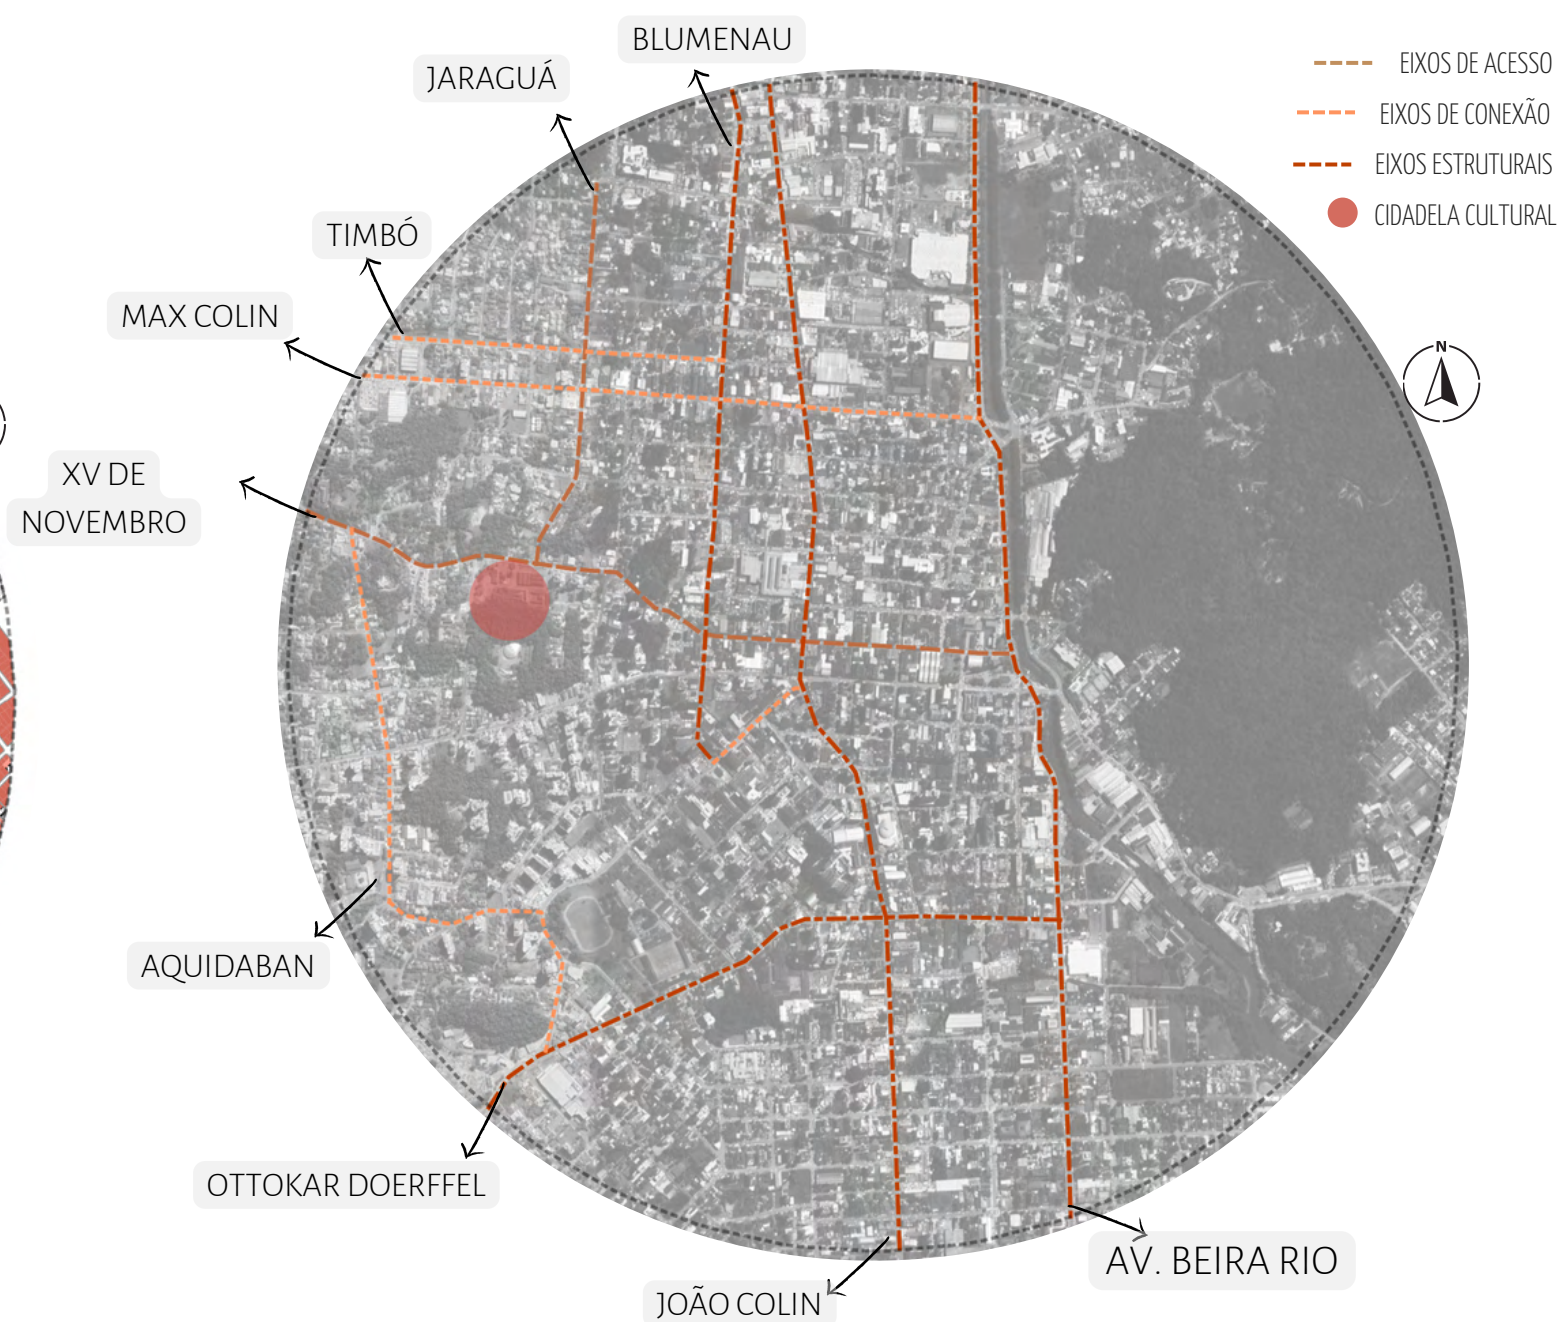 BLUMENAU
JARAGUÁ
TIMBÓ
MAX COLIN
XV DE
NOVEMBRO
AQUIDABAN
OTTOKAR DOERFFEL
JOÃO COLIN
AV. BEIRA RIO
EIXOS DE ACESSO
EIXOS DE CONEXÃO
EIXOS ESTRUTURAIS
CIDADELA CULTURAL
N